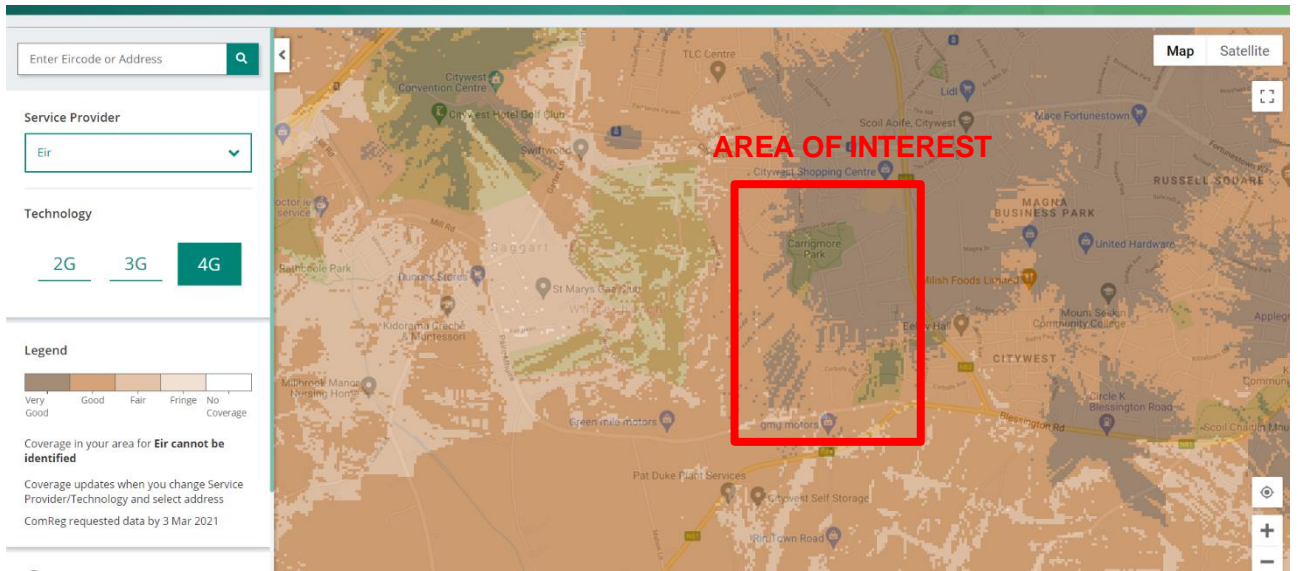 Enter Eircode or Address
Service Provider
Eir
Technology
2G 3G 4G
Legend
Very Good
Good
Fair
Fringe
No Coverage
Coverage in your area for Eir cannot be identified
Coverage updates when you change Service
Provider/Technology and select address
ComReg requested data by 3 Mar 2021
Map Satellite
AREA OF INTEREST
TLC Centre
Citywest
Convention Centre
Citywest Hotel Golf Club
Lidl
Scoil Aoife, Citywest
Mace Fortunestown
Swiftwood
Citywest Shopping Centre
RUSSELL SQUARE
MAGNA
BUSINESS PARK
United Hardware
Mill Rd
Saggart
Carrigmore
Park
Rathcoole Park
Dunnes Stores
St Marys Gaa Club
Milish Foods Limited
Kidorama Creche
& Montessori
Mount Seskin
Community College
CITYWEST
Millbrook Manor
Nursing Home
Green mile motors
gmg motors
Circle K
Blessington Road
Blessington Rd
N82
N81
Pat Duke Plant Services
Citywest Self Storage